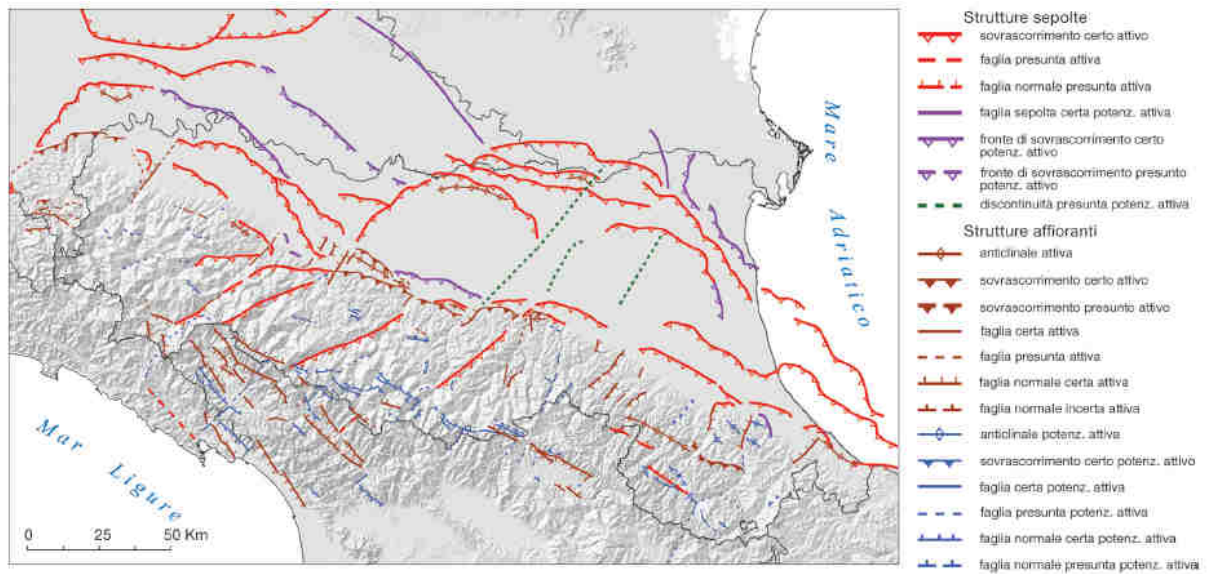 Mare
Adriatico
Mar
Ligure
0 25 50 Km
Strutture sepolte
sovrascorrimento certo attivo
faglia presunta attiva
faglia normale presunta attiva
faglia sepolta certa potenz. attiva
fronte di sovrascorrimento certo
potenz. attivo
fronte di sovrascorrimento presunto
potenz. attivo
discontinuità presunta potenz. attiva
Strutture affioranti
anticlinale attiva
sovrascorrimento certo attivo
sovrascorrimento presunto attivo
faglia certa attiva
faglia presunta attiva
faglia normale certa attiva
faglia normale incerta attiva
anticlinale potenz. attiva
sovrascorrimento certo potenz. attivo
faglia certa potenz. attiva
faglia presunta potenz. attiva
faglia normale certa potenz. attiva
faglia normale presunta potenz. attiva